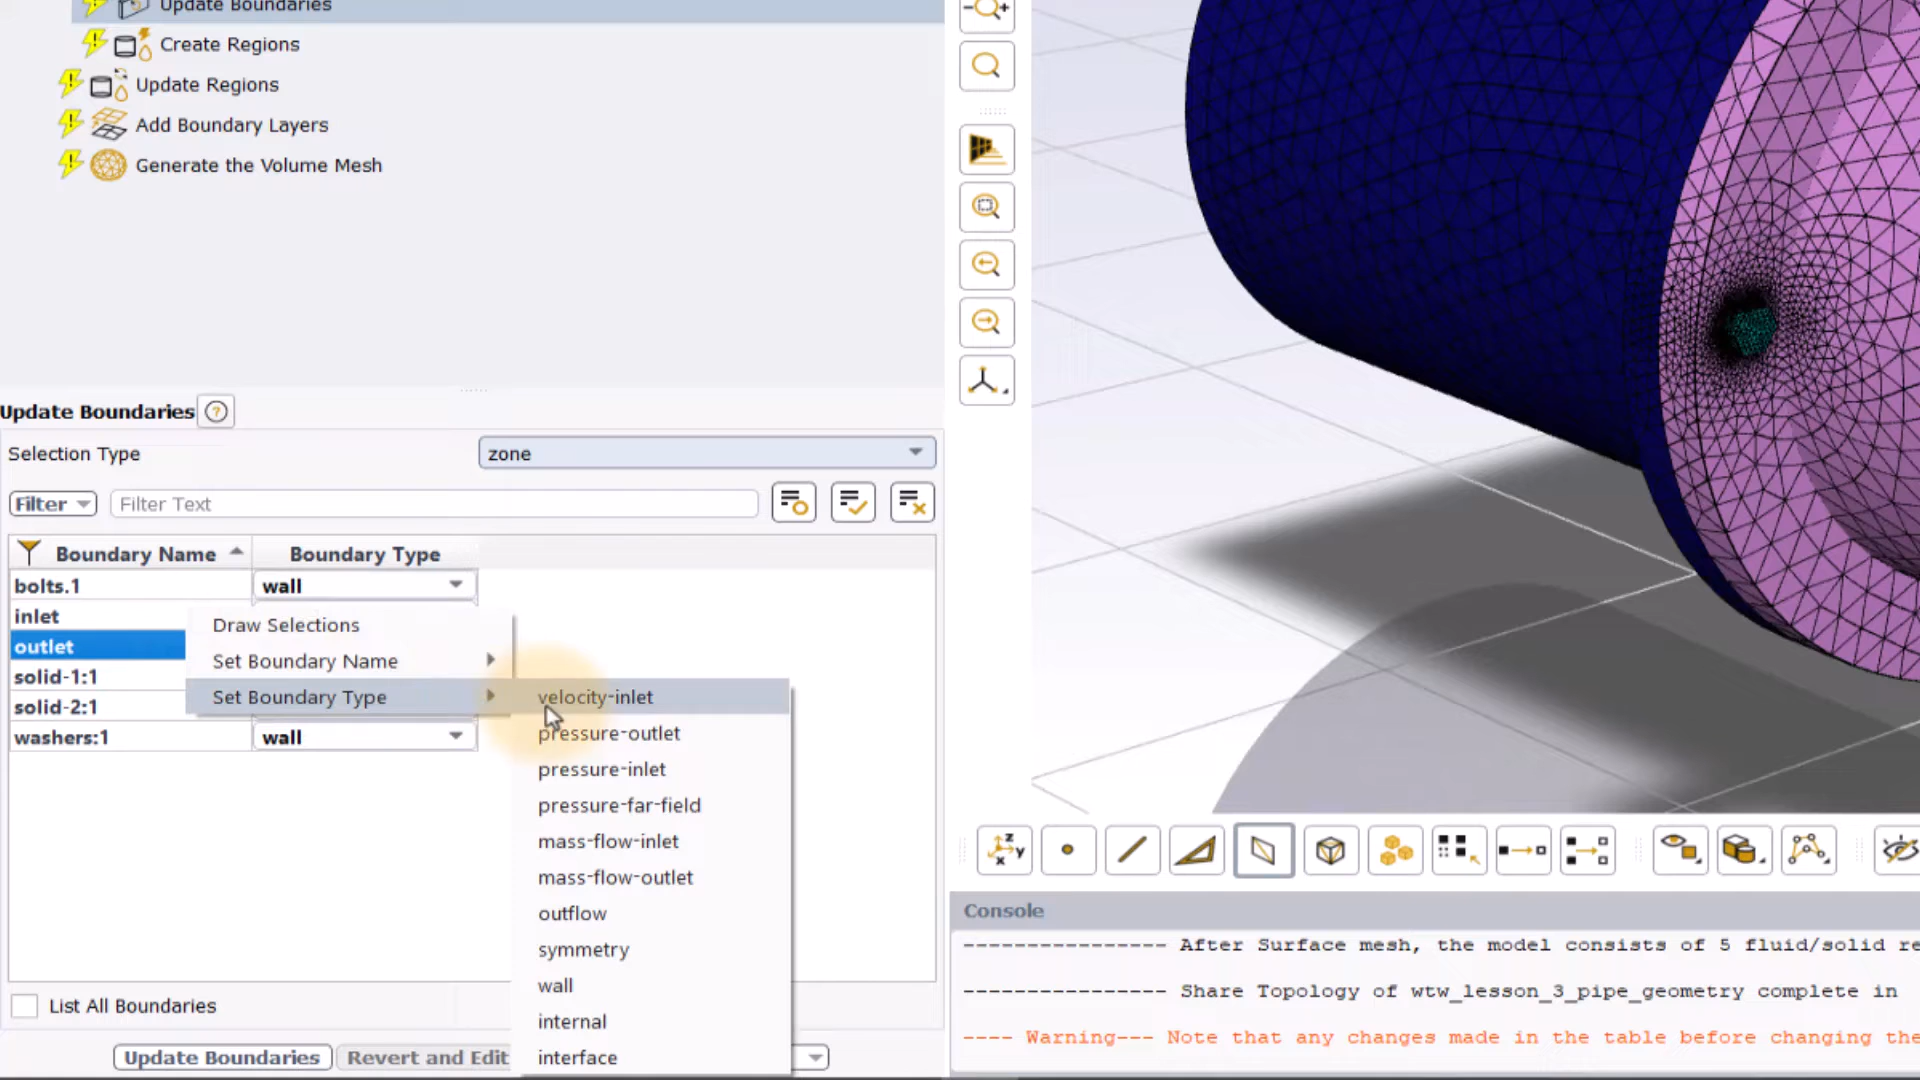 Update Boundaries
Create Regions
Update Regions
Add Boundary Layers
Generate the Volume Mesh
Update Boundaries ?
Selection Type
zone
Filter
Filter Text
Boundary Name
Boundary Type
bolts.1
wall
inlet
outlet
solid-1:1
solid-2:1
washers:1
wall
Draw Selections
Set Boundary Name
Set Boundary Type
velocity-inlet
pressure-outlet
pressure-inlet
pressure-far-field
mass-flow-inlet
mass-flow-outlet
outflow
symmetry
wall
internal
interface
List All Boundaries
Update Boundaries
Revert and Edit
z
x y
Console
---------------- After Surface mesh, the model consists of 5 fluid/solid re
---------------- Share Topology of wtw_lesson_3_pipe_geometry complete in
---- Warning--- Note that any changes made in the table before changing the